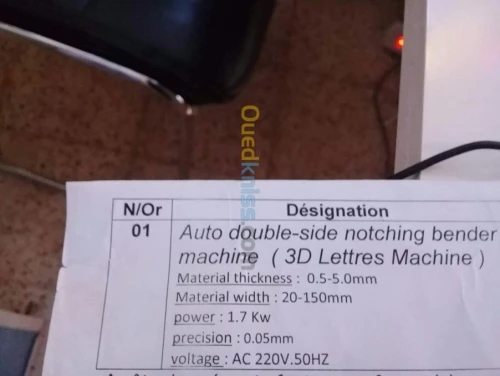 Ouedkniss.com
N/Or Désignation
01 Auto double-side notching bender
machine ( 3D Lettres Machine )
Material thickness : 0.5-5.0mm
Material width : 20-150mm
power : 1.7 Kw
precision : 0.05mm
voltage : AC 220V.50HZ